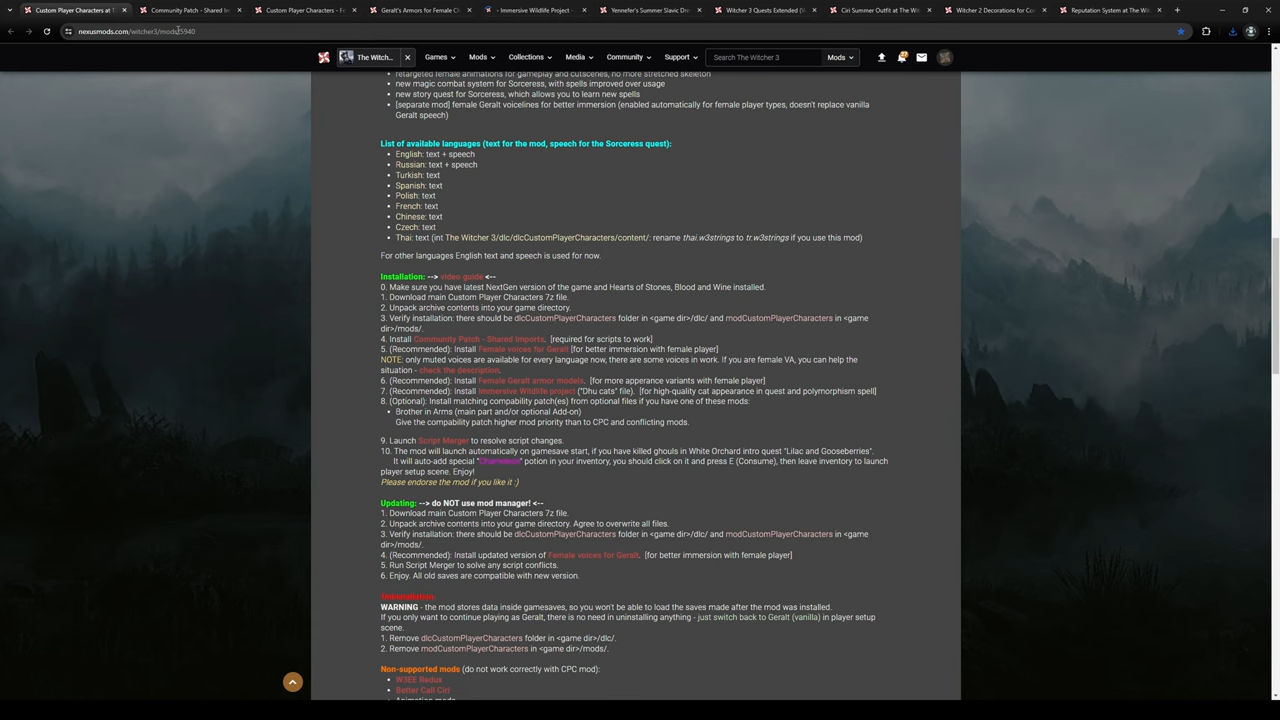 Custom Player Characters at T
Community Patch - Shared Im
Custom Player Characters - F
Geralt's Armors for Female C
- Immersive Wildlife Project -
Yennefer's Summer Slavic Dre
Witcher 3 Quests Extended (W
Ciri Summer Outfit at The Wit
Witcher 2 Decorations for Co
Reputation System at The Wit
nexusmods.com/witcher3/mods/5940
The Witch...
Games
Mods
Collections
Media
Community
Support
Search The Witcher 3
Mods
retargeted female animations for gameplay and cutscenes, no more stretched skeleton
new magic combat system for Sorceress, with spells improved over usage
new story quest for Sorceress, which allows you to learn new spells
[separate mod] female Geralt voicelines for better immersion (enabled automatically for female player types, doesn't replace vanilla
Geralt speech)
List of available languages (text for the mod, speech for the Sorceress quest):
English: text + speech
Russian: text + speech
Turkish: text
Spanish: text
Polish: text
French: text
Chinese: text
Czech: text
Thai: text (int The Witcher 3/dlc/dlcCustomPlayerCharacters/content/: rename thai.w3strings to tr.w3strings if you use this mod)
For other languages English text and speech is used for now.
Installation: --> video guide <--
0. Make sure you have latest NextGen version of the game and Hearts of Stones, Blood and Wine installed.
1. Download main Custom Player Characters 7z file.
2. Unpack archive contents into your game directory.
3. Verify installation: there should be dlcCustomPlayerCharacters folder in <game dir>/dlc/ and modCustomPlayerCharacters in <game
dir>/mods/.
4. Install Community Patch - Shared Imports. [required for scripts to work]
5. (Recommended): Install Female voices for Geralt [for better immersion with female player]
NOTE: only muted voices are available for every language now, there are some voices in work. If you are female VA, you can help the
situation - check the description.
6. (Recommended): Install Female Geralt armor models. [for more apperance variants with female player]
7. (Recommended): Install Immersive Wildlife project ("Dhu cats" file). [for high-quality cat appearance in quest and polymorphism spell]
8. (Optional): Install matching compability patch(es) from optional files if you have one of these mods:
Brother in Arms (main part and/or optional Add-on)
Give the compability patch higher mod priority than to CPC and conflicting mods.
9. Launch Script Merger to resolve script changes.
10. The mod will launch automatically on gamesave start, if you have killed ghouls in White Orchard intro quest "Lilac and Gooseberries".
It will auto-add special "Chameleon" potion in your inventory, you should click on it and press E (Consume), then leave inventory to launch
player setup scene. Enjoy!
Please endorse the mod if you like it :)
Updating: --> do NOT use mod manager! <--
1. Download main Custom Player Characters 7z file.
2. Unpack archive contents into your game directory. Agree to overwrite all files.
3. Verify installation: there should be dlcCustomPlayerCharacters folder in <game dir>/dlc/ and modCustomPlayerCharacters in <game
dir>/mods/.
4. (Recommended): Install updated version of Female voices for Geralt. [for better immersion with female player]
5. Run Script Merger to solve any script conflicts.
6. Enjoy. All old saves are compatible with new version.
Uninstallation:
WARNING - the mod stores data inside gamesaves, so you won't be able to load the saves made after the mod was installed.
If you only want to continue playing as Geralt, there is no need in uninstalling anything - just switch back to Geralt (vanilla) in player setup
scene.
1. Remove dlcCustomPlayerCharacters folder in <game dir>/dlc/.
2. Remove modCustomPlayerCharacters in <game dir>/mods/.
Non-supported mods (do not work correctly with CPC mod):
W3EE Redux
Better Call Ciri
Animation mods